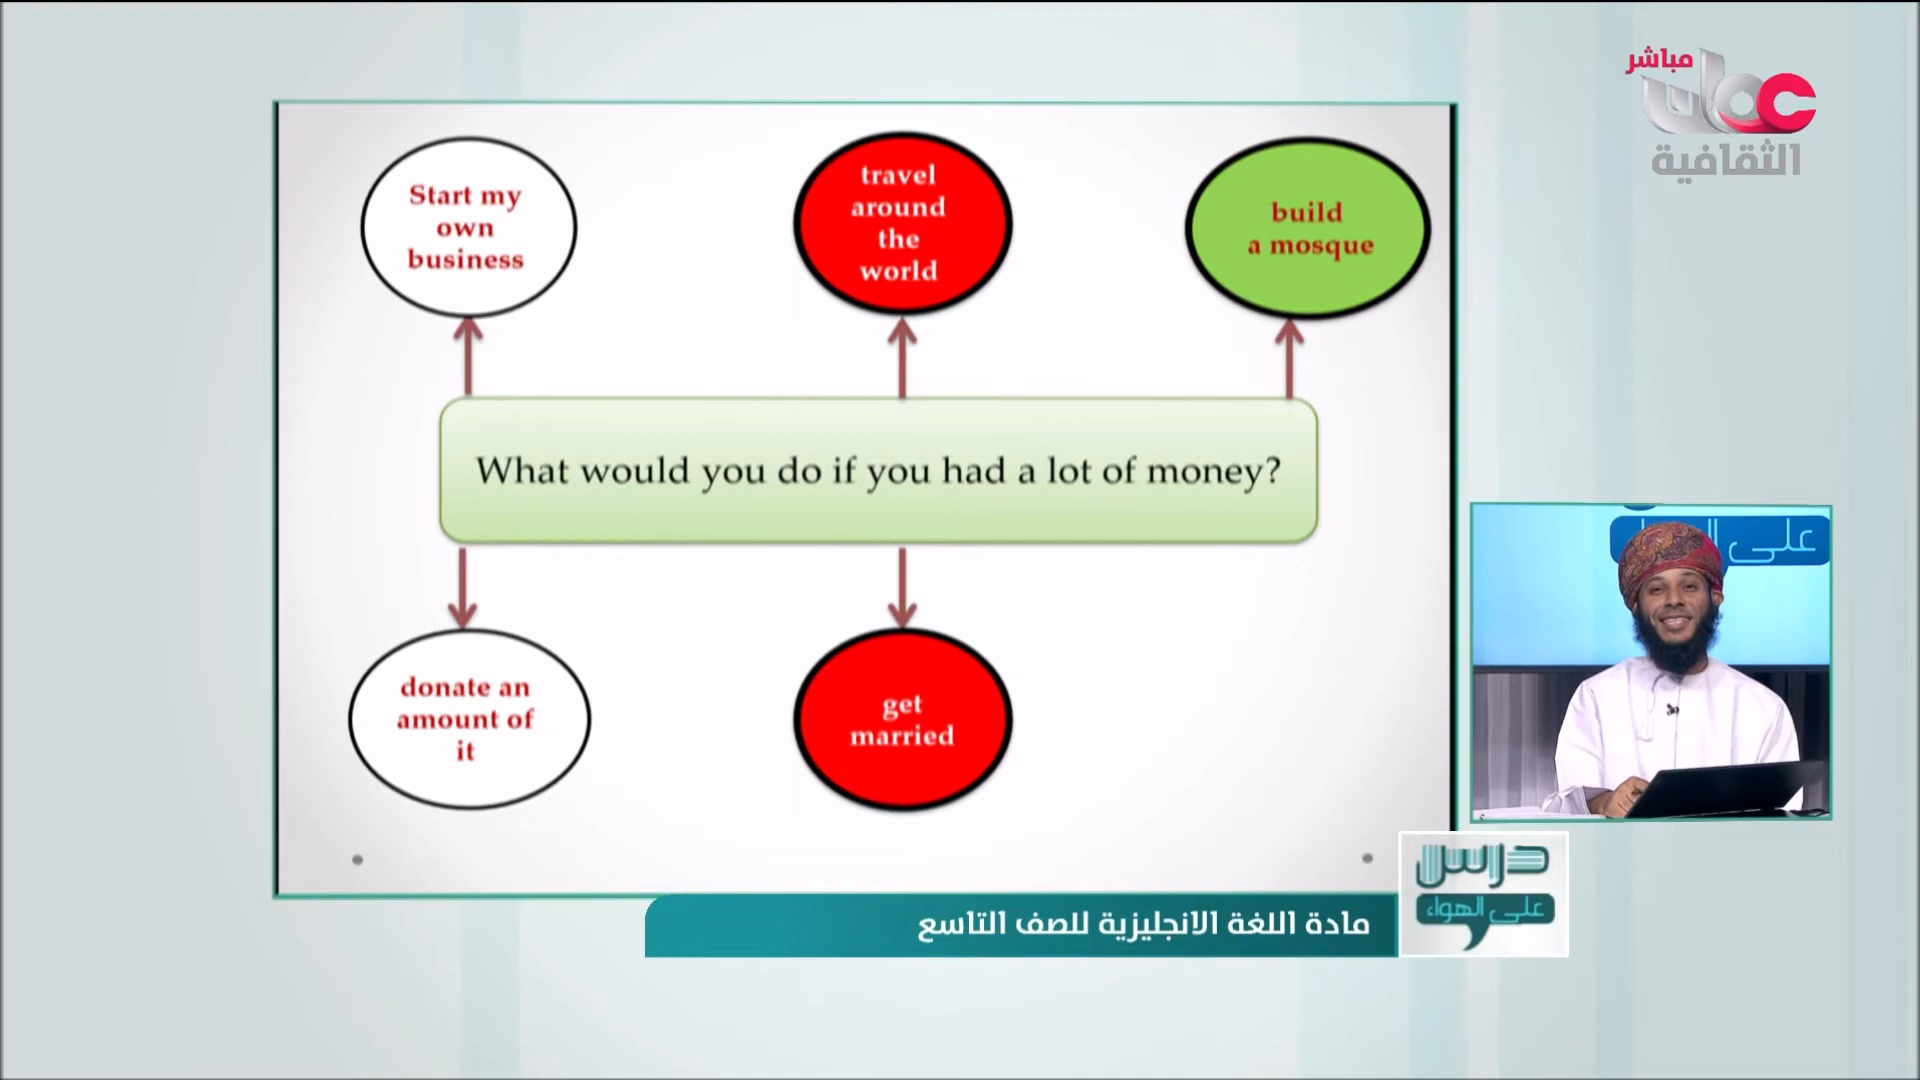 مباشر
عمان
الثقافية
Start my
own
business
travel
around
the
world
build
a mosque
What would you do if you had a lot of money?
donate an
amount of
it
get
married
على
درس
على الهواء
مادة اللغة الانجليزية للصف التاسع